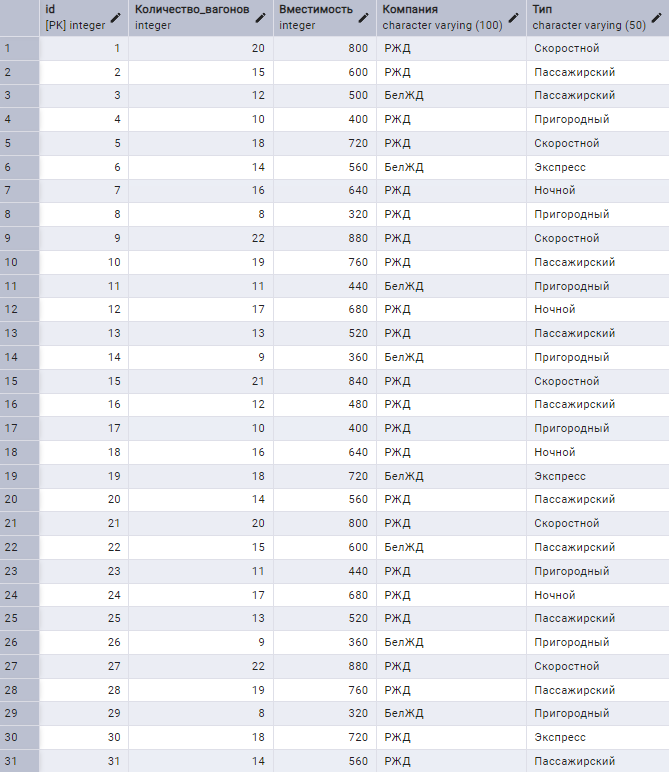 id Количество_вагонов Вместимость Компания Тип
[PK] integer integer integer character varying (100) character varying (50)
1 1 20 800 РЖД Скоростной
2 2 15 600 РЖД Пассажирский
3 3 12 500 БелЖД Пассажирский
4 4 10 400 РЖД Пригородный
5 5 18 720 РЖД Скоростной
6 6 14 560 БелЖД Экспресс
7 7 16 640 РЖД Ночной
8 8 8 320 РЖД Пригородный
9 9 22 880 РЖД Скоростной
10 10 19 760 РЖД Пассажирский
11 11 11 440 БелЖД Пригородный
12 12 17 680 РЖД Ночной
13 13 13 520 РЖД Пассажирский
14 14 9 360 БелЖД Пригородный
15 15 21 840 РЖД Скоростной
16 16 12 480 РЖД Пассажирский
17 17 10 400 РЖД Пригородный
18 18 16 640 РЖД Ночной
19 19 18 720 БелЖД Экспресс
20 20 14 560 РЖД Пассажирский
21 21 20 800 РЖД Скоростной
22 22 15 600 БелЖД Пассажирский
23 23 11 440 РЖД Пригородный
24 24 17 680 РЖД Ночной
25 25 13 520 РЖД Пассажирский
26 26 9 360 БелЖД Пригородный
27 27 22 880 РЖД Скоростной
28 28 19 760 РЖД Пассажирский
29 29 8 320 БелЖД Пригородный
30 30 18 720 РЖД Экспресс
31 31 14 560 РЖД Пассажирский